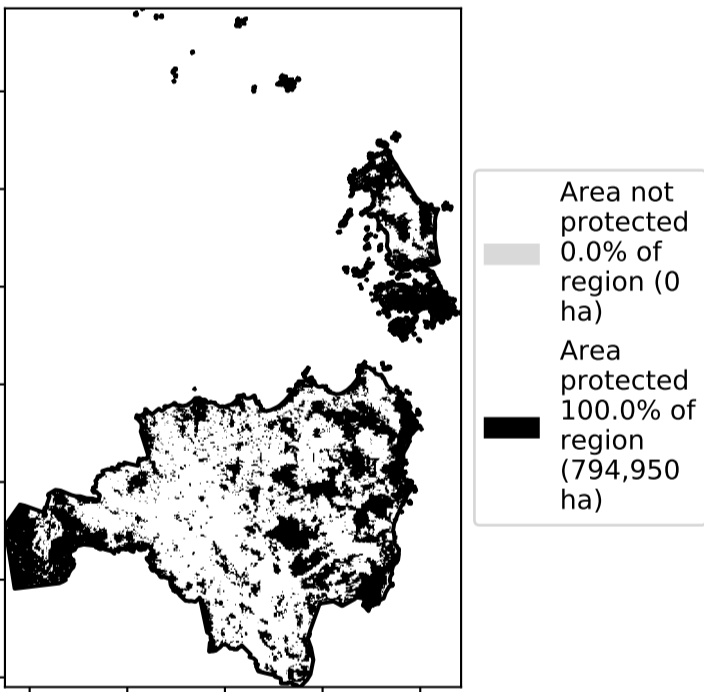 Area not
protected
0.0% of
region (0
ha)
Area
protected
100.0% of
region
(794,950
ha)